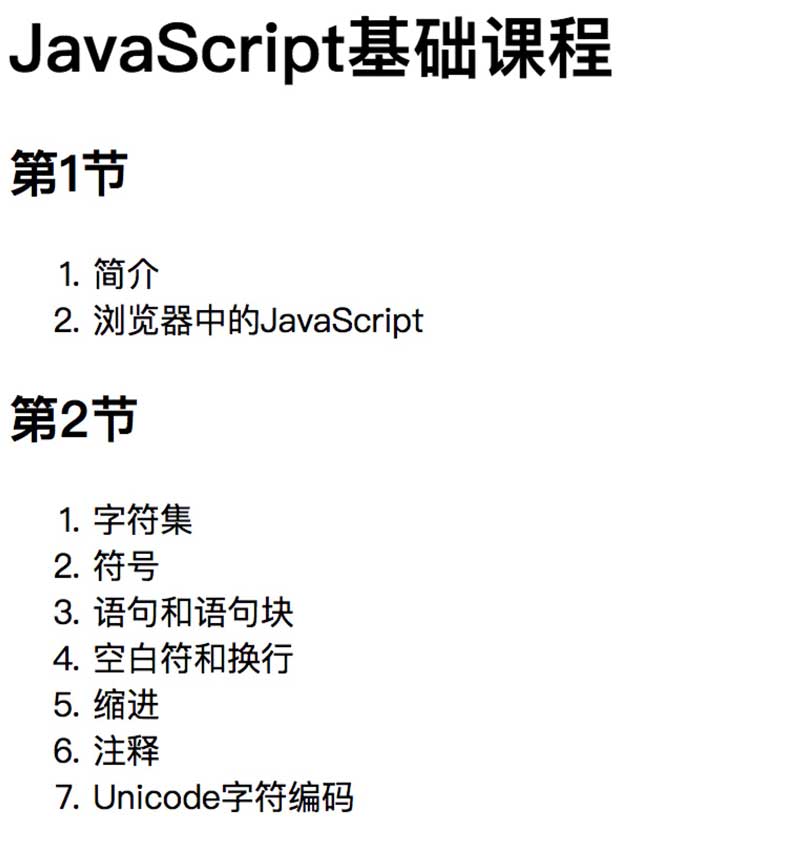 JavaScript基础课程
第1节
1. 简介
2. 浏览器中的JavaScript
第2节
1. 字符集
2. 符号
3. 语句和语句块
4. 空白符和换行
5. 缩进
6. 注释
7. Unicode字符编码